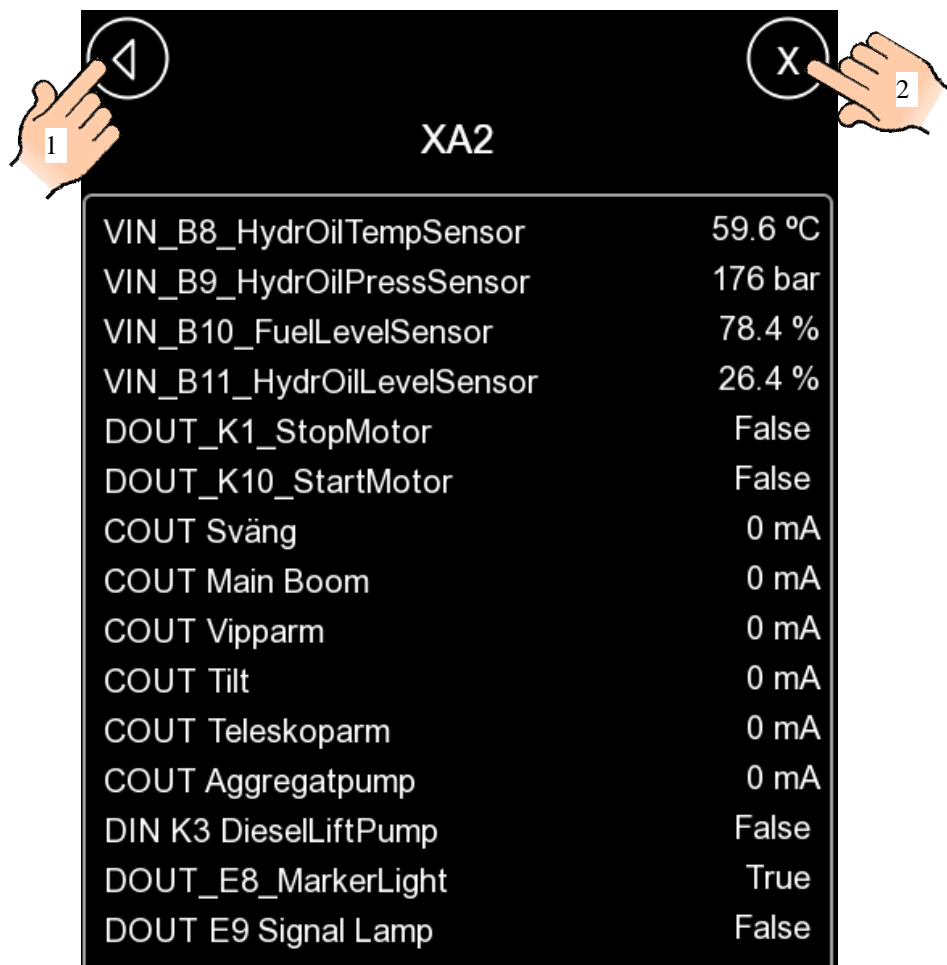 X
1
2
XA2
VIN_B8_HydrOilTempSensor 59.6 ºC
VIN_B9_HydrOilPressSensor 176 bar
VIN_B10_FuelLevelSensor 78.4 %
VIN_B11_HydrOilLevelSensor 26.4 %
DOUT_K1_StopMotor False
DOUT_K10_StartMotor False
COUT Sväng 0 mA
COUT Main Boom 0 mA
COUT Vipparm 0 mA
COUT Tilt 0 mA
COUT Teleskoparm 0 mA
COUT Aggregatpump 0 mA
DIN K3 DieselLiftPump False
DOUT_E8_MarkerLight True
DOUT E9 Signal Lamp False